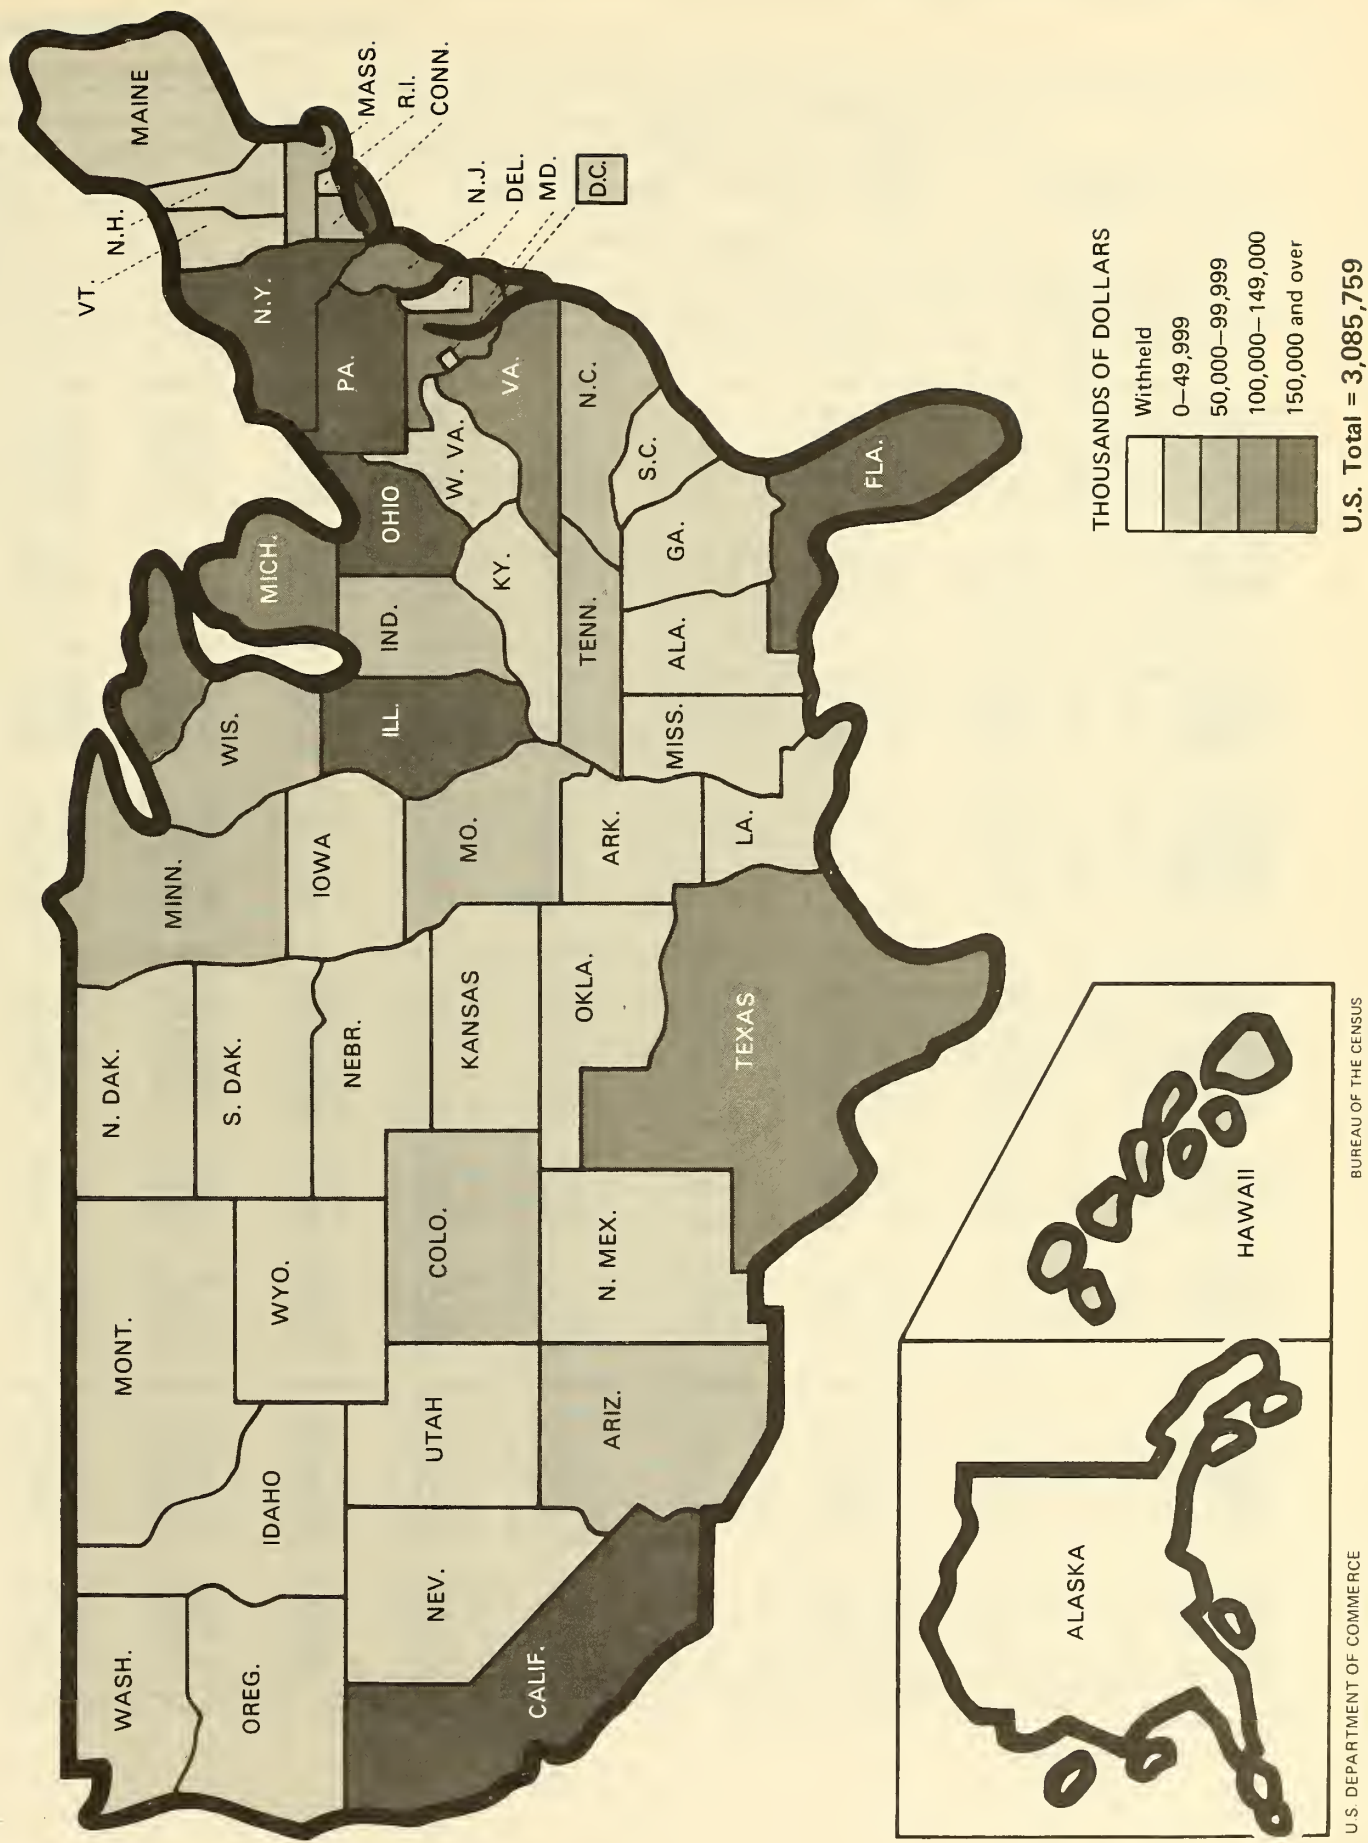 WASH.
OREG.
CALIF.
NEV.
IDAHO
MONT.
WYO.
UTAH
ARIZ.
COLO.
N. MEX.
N. DAK.
S. DAK.
NEBR.
KANSAS
OKLA.
TEXAS
MINN.
IOWA
MO.
ARK.
LA.
WIS.
ILL.
MICH.
IND.
OHIO
KY.
TENN.
MISS.
ALA.
GA.
FLA.
S.C.
N.C.
VA.
W. VA.
PA.
N.Y.
VT.
N.H.
MAINE
MASS.
R.I.
CONN.
N.J.
DEL.
MD.
D.C.
ALASKA
HAWAII
THOUSANDS OF DOLLARS
Withheld
0–49,999
50,000–99,999
100,000–149,000
150,000 and over
U.S. Total = 3,085,759
U.S. DEPARTMENT OF COMMERCE
BUREAU OF THE CENSUS